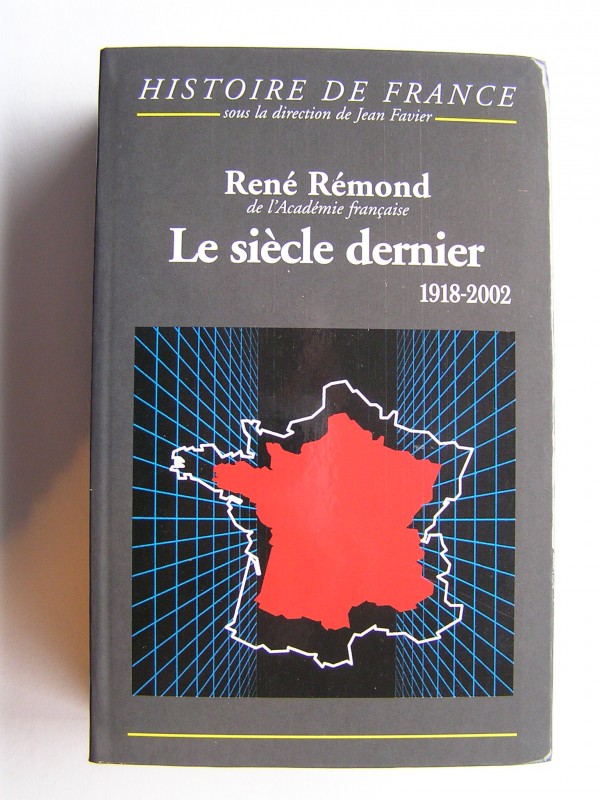 HISTOIRE DE FRANCE
sous la direction de Jean Favier
René Rémond
de l'Académie française
Le siècle dernier
1918-2002